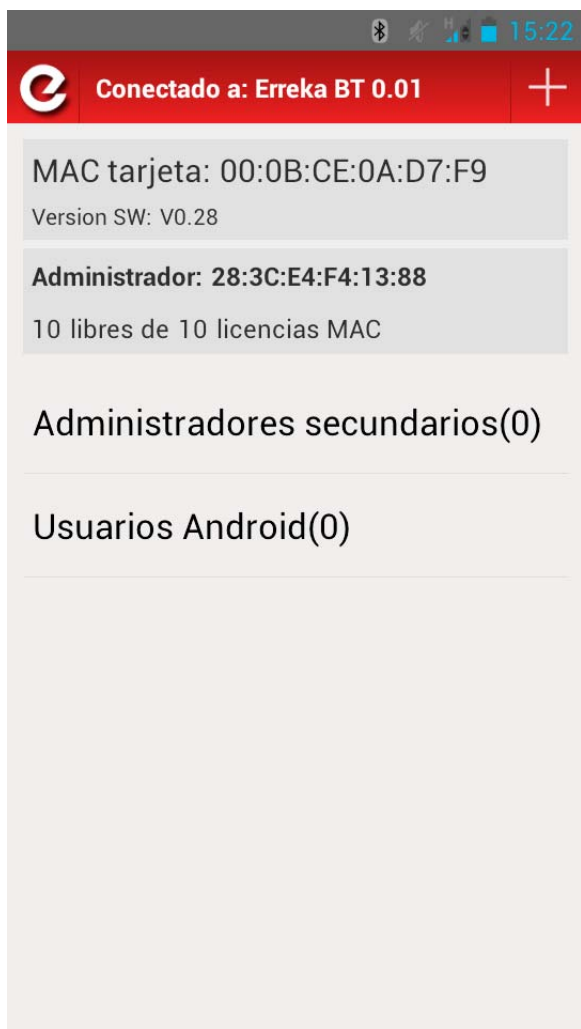 H
15:22
Conectado a: Erreka BT 0.01
MAC tarjeta: 00:0B:CE:0A:D7:F9
Version SW: V0.28
Administrador: 28:3C:E4:F4:13:88
10 libres de 10 licencias MAC
Administradores secundarios(0)
Usuarios Android(0)